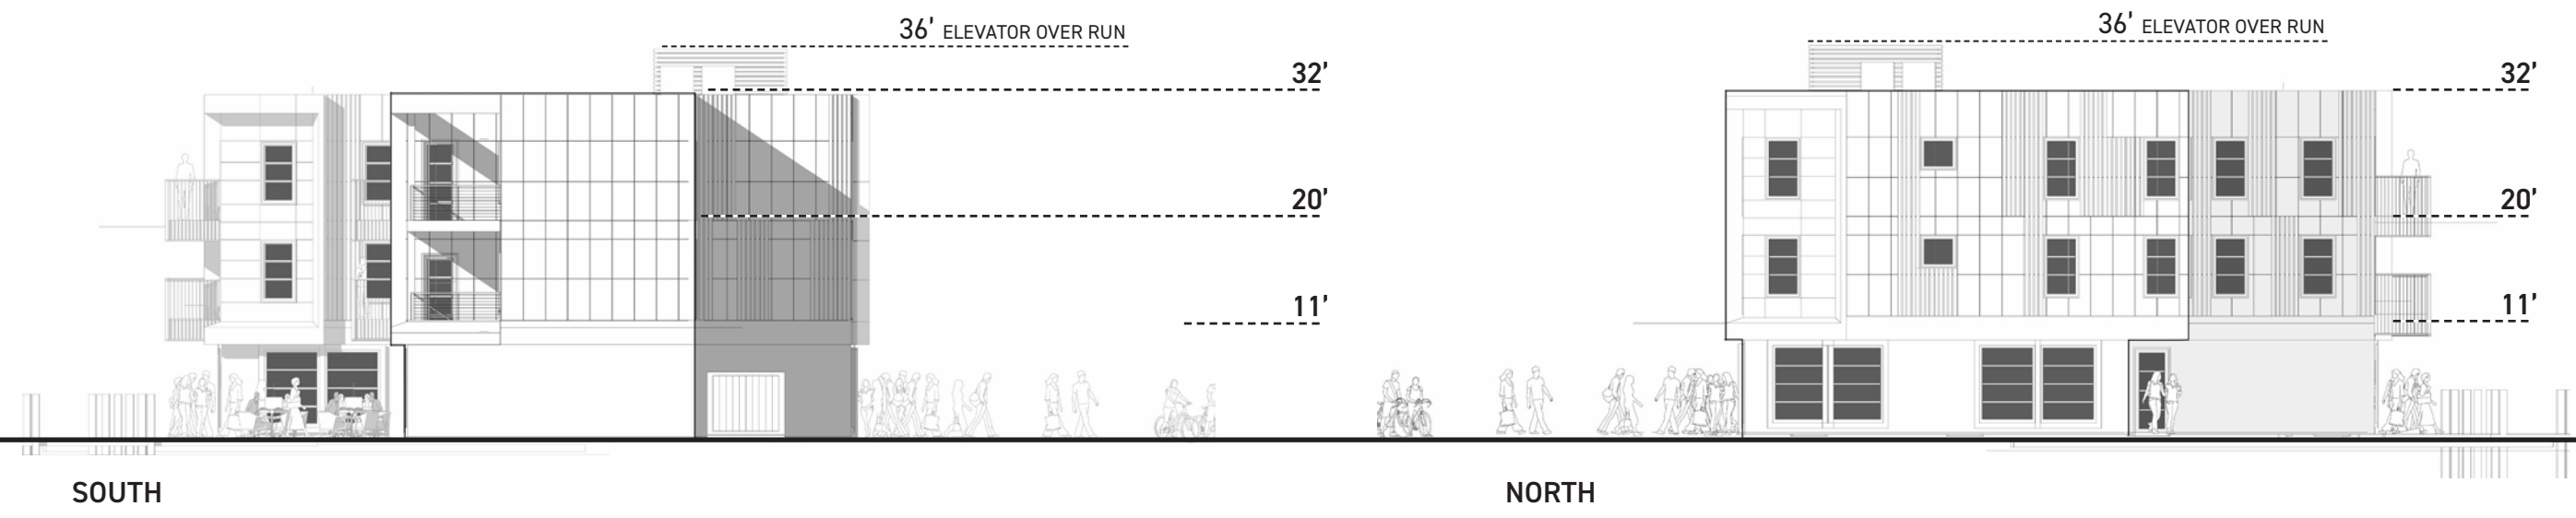 36’ ELEVATOR OVER RUN
32’
20’
11’
SOUTH
36’ ELEVATOR OVER RUN
32’
20’
11’
NORTH